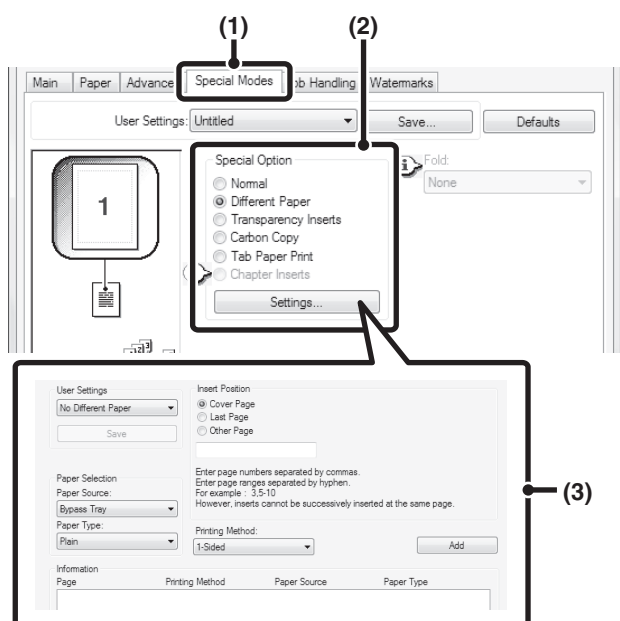 (1) (2)
Main Paper Advance Special Modes ob Handling Watermarks
User Settings: Untitled Save... Defaults
Special Option
Normal
Different Paper
Transparency Inserts
Carbon Copy
Tab Paper Print
Chapter Inserts
Settings...
Fold:
None
1
1 2 3
User Settings
No Different Paper
Save
Insert Position
Cover Page
Last Page
Other Page
Enter page numbers separated by commas.
Enter page ranges separated by hyphen.
For example : 3,5-10
However, inserts cannot be successively inserted at the same page.
Paper Selection
Paper Source:
Bypass Tray
Paper Type:
Plain
Printing Method:
1-Sided
Add
(3)
Information
Page Printing Method Paper Source Paper Type